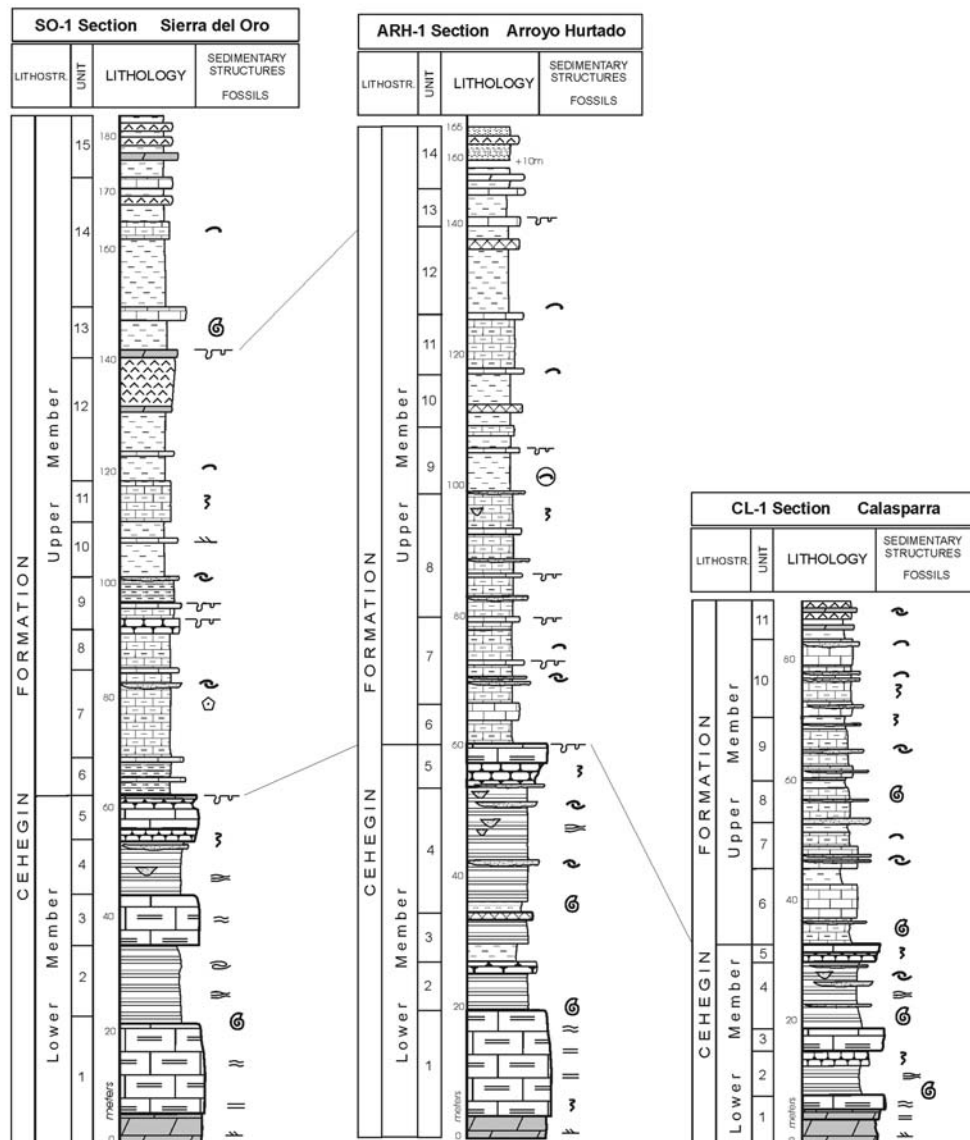 SO-1 Section Sierra del Oro
LITHOSTR.
UNIT
LITHOLOGY
SEDIMENTARY
STRUCTURES
FOSSILS
CEHEGIN FORMATION
Upper Member
Lower Member
15
14
13
12
11
10
9
8
7
6
5
4
3
2
1
180
170
160
140
120
100
80
60
40
20
0
meters
ARH-1 Section Arroyo Hurtado
LITHOSTR.
UNIT
LITHOLOGY
SEDIMENTARY
STRUCTURES
FOSSILS
CEHEGIN FORMATION
Upper Member
Lower Member
14
13
12
11
10
9
8
7
6
5
4
3
2
1
165
160
+10m
140
120
100
80
60
40
20
0
meters
CL-1 Section Calasparra
LITHOSTR.
UNIT
LITHOLOGY
SEDIMENTARY
STRUCTURES
FOSSILS
CEHEGIN FORMATION
Upper Member
Lower Member
11
10
9
8
7
6
5
4
3
2
1
80
60
40
20
0
meters